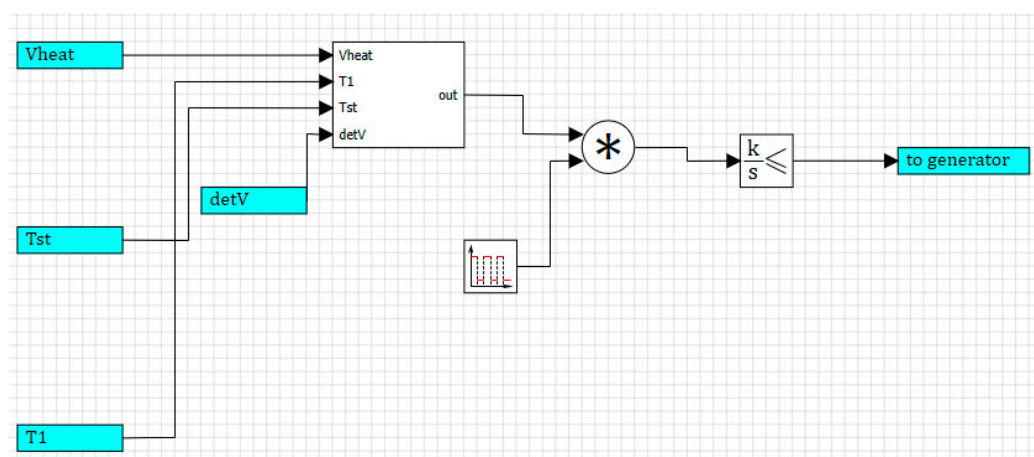 Vheat
Vheat
T1
Tst
out
detV
*
k
s
≤
to generator
detV
Tst
T1